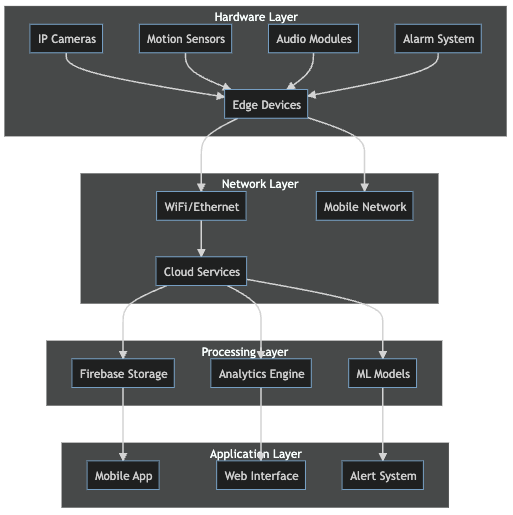 Hardware Layer
IP Cameras
Motion Sensors
Audio Modules
Alarm System
Edge Devices
Network Layer
WiFi/Ethernet
Mobile Network
Cloud Services
Processing Layer
Firebase Storage
Analytics Engine
ML Models
Application Layer
Mobile App
Web Interface
Alert System